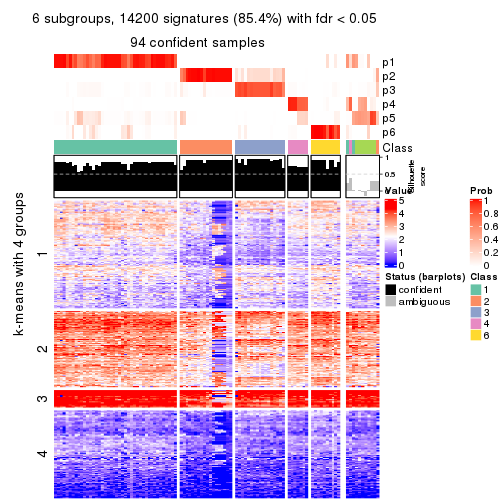 6 subgroups, 14200 signatures (85.4%) with fdr < 0.05
94 confident samples
p1
p2
p3
p4
p5
p6
Class
1
0.5
0
Silhouette
score
k-means with 4 groups
1
2
3
4
Value
5
4
3
2
1
0
Prob
1
0.8
0.6
0.4
0.2
0
Status (barplots)
confident
ambiguous
Class
1
2
3
4
6